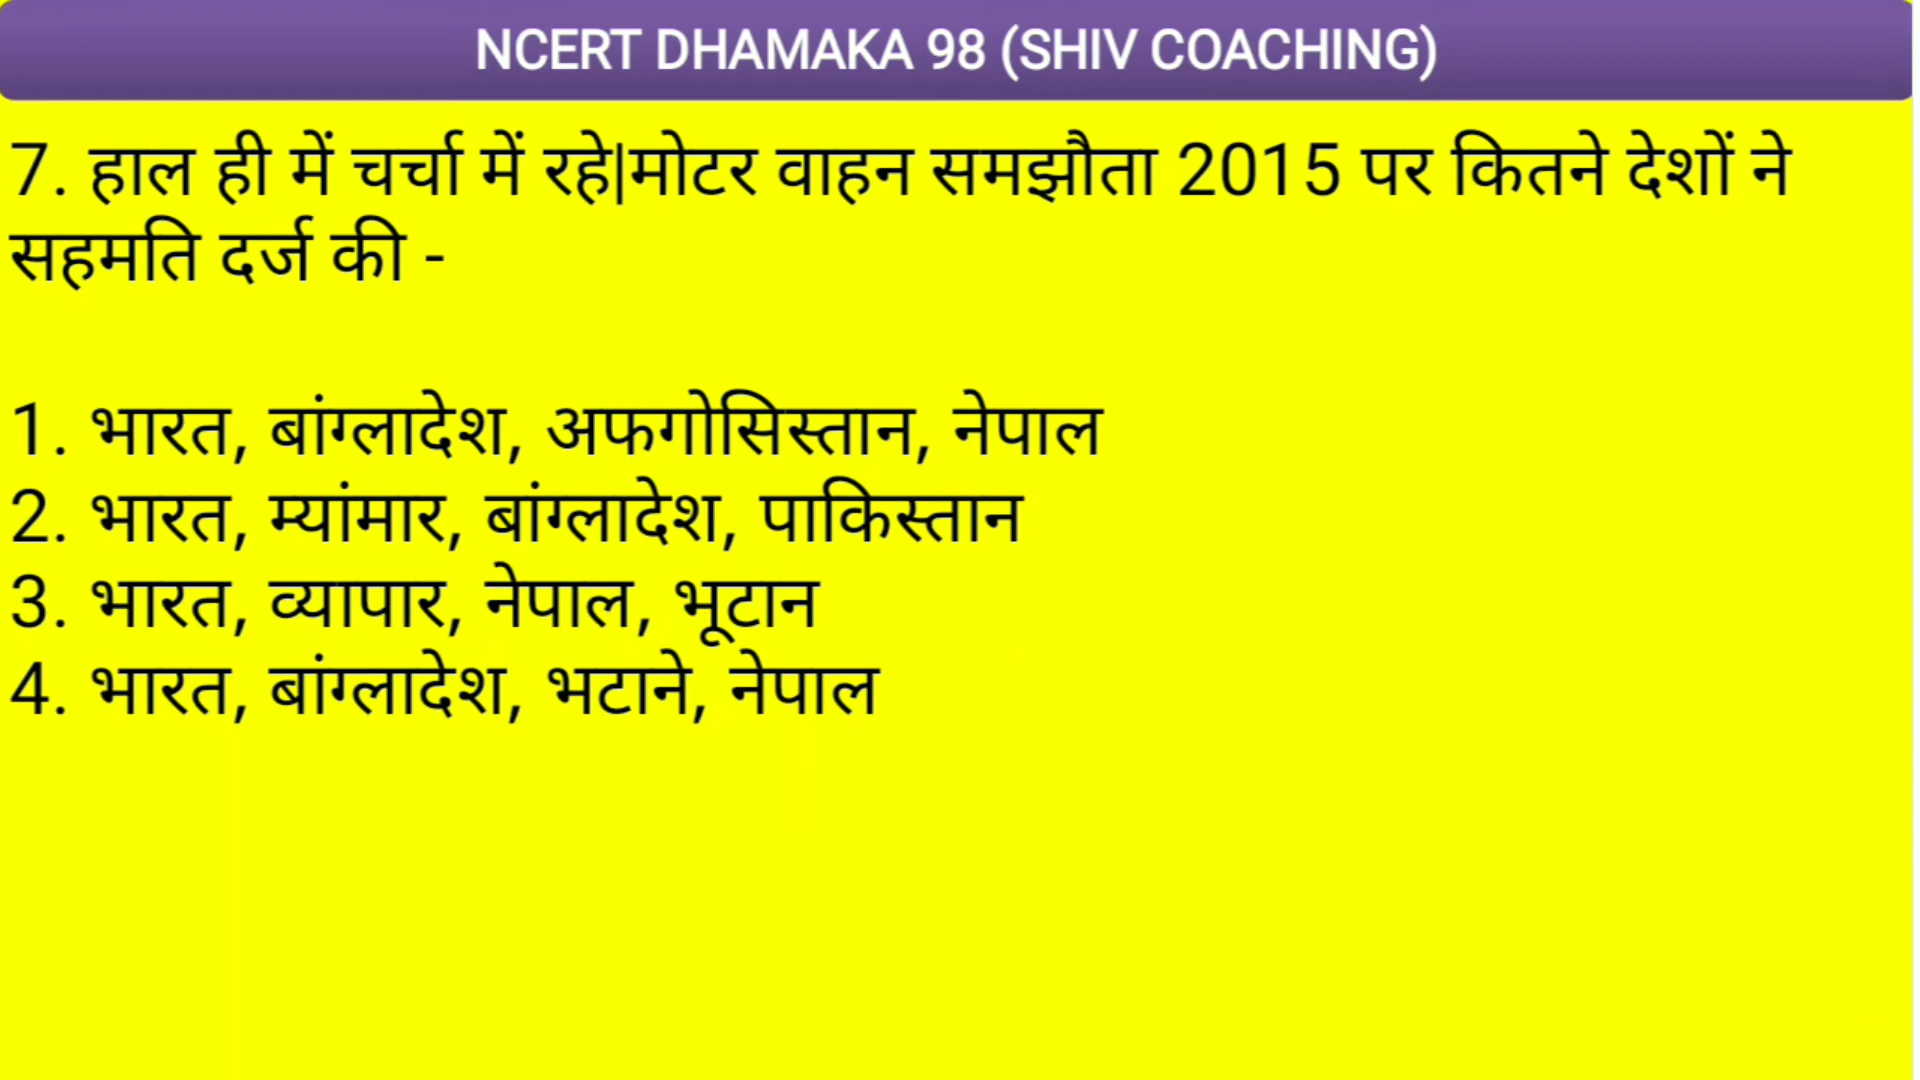 NCERT DHAMAKA 98 (SHIV COACHING)
7. हाल ही में चर्चा में रहे|मोटर वाहन समझौता 2015 पर कितने देशों ने
सहमति दर्ज की -
1. भारत, बांग्लादेश, अफगोसिस्तान, नेपाल
2. भारत, म्यांमार, बांग्लादेश, पाकिस्तान
3. भारत, व्यापार, नेपाल, भूटान
4. भारत, बांग्लादेश, भटाने, नेपाल